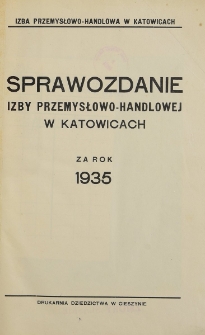 IZBA PRZEMYSŁOWO-HANDLOWA W KATOWICACH
SPRAWOZDANIE
IZBY PRZEMYSŁOWO-HANDLOWEJ
W KATOWICACH
ZA ROK
1935
DRUKARNIA DZIEDZICTWA W CIESZYNIE